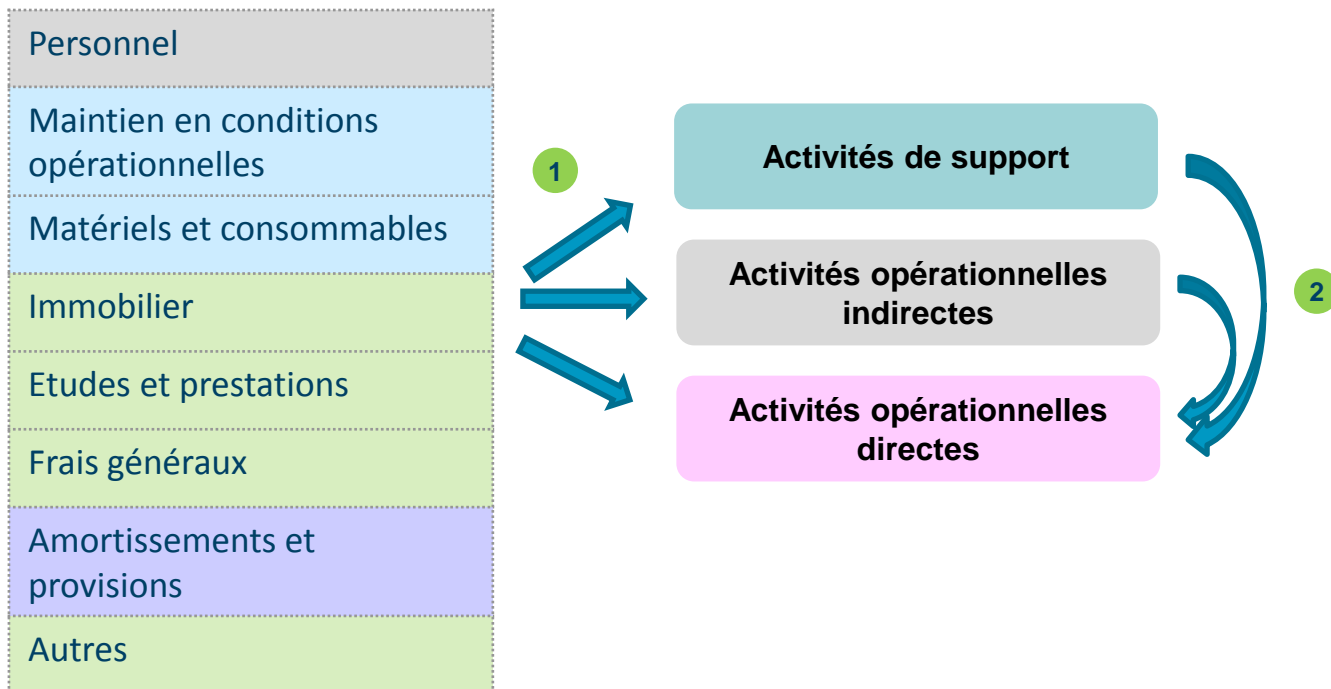 Personnel
Maintien en conditions
opérationnelles
Matériels et consommables
Immobilier
Etudes et prestations
Frais généraux
Amortissements et
provisions
Autres
1
Activités de support
Activités opérationnelles
indirectes
Activités opérationnelles
directes
2